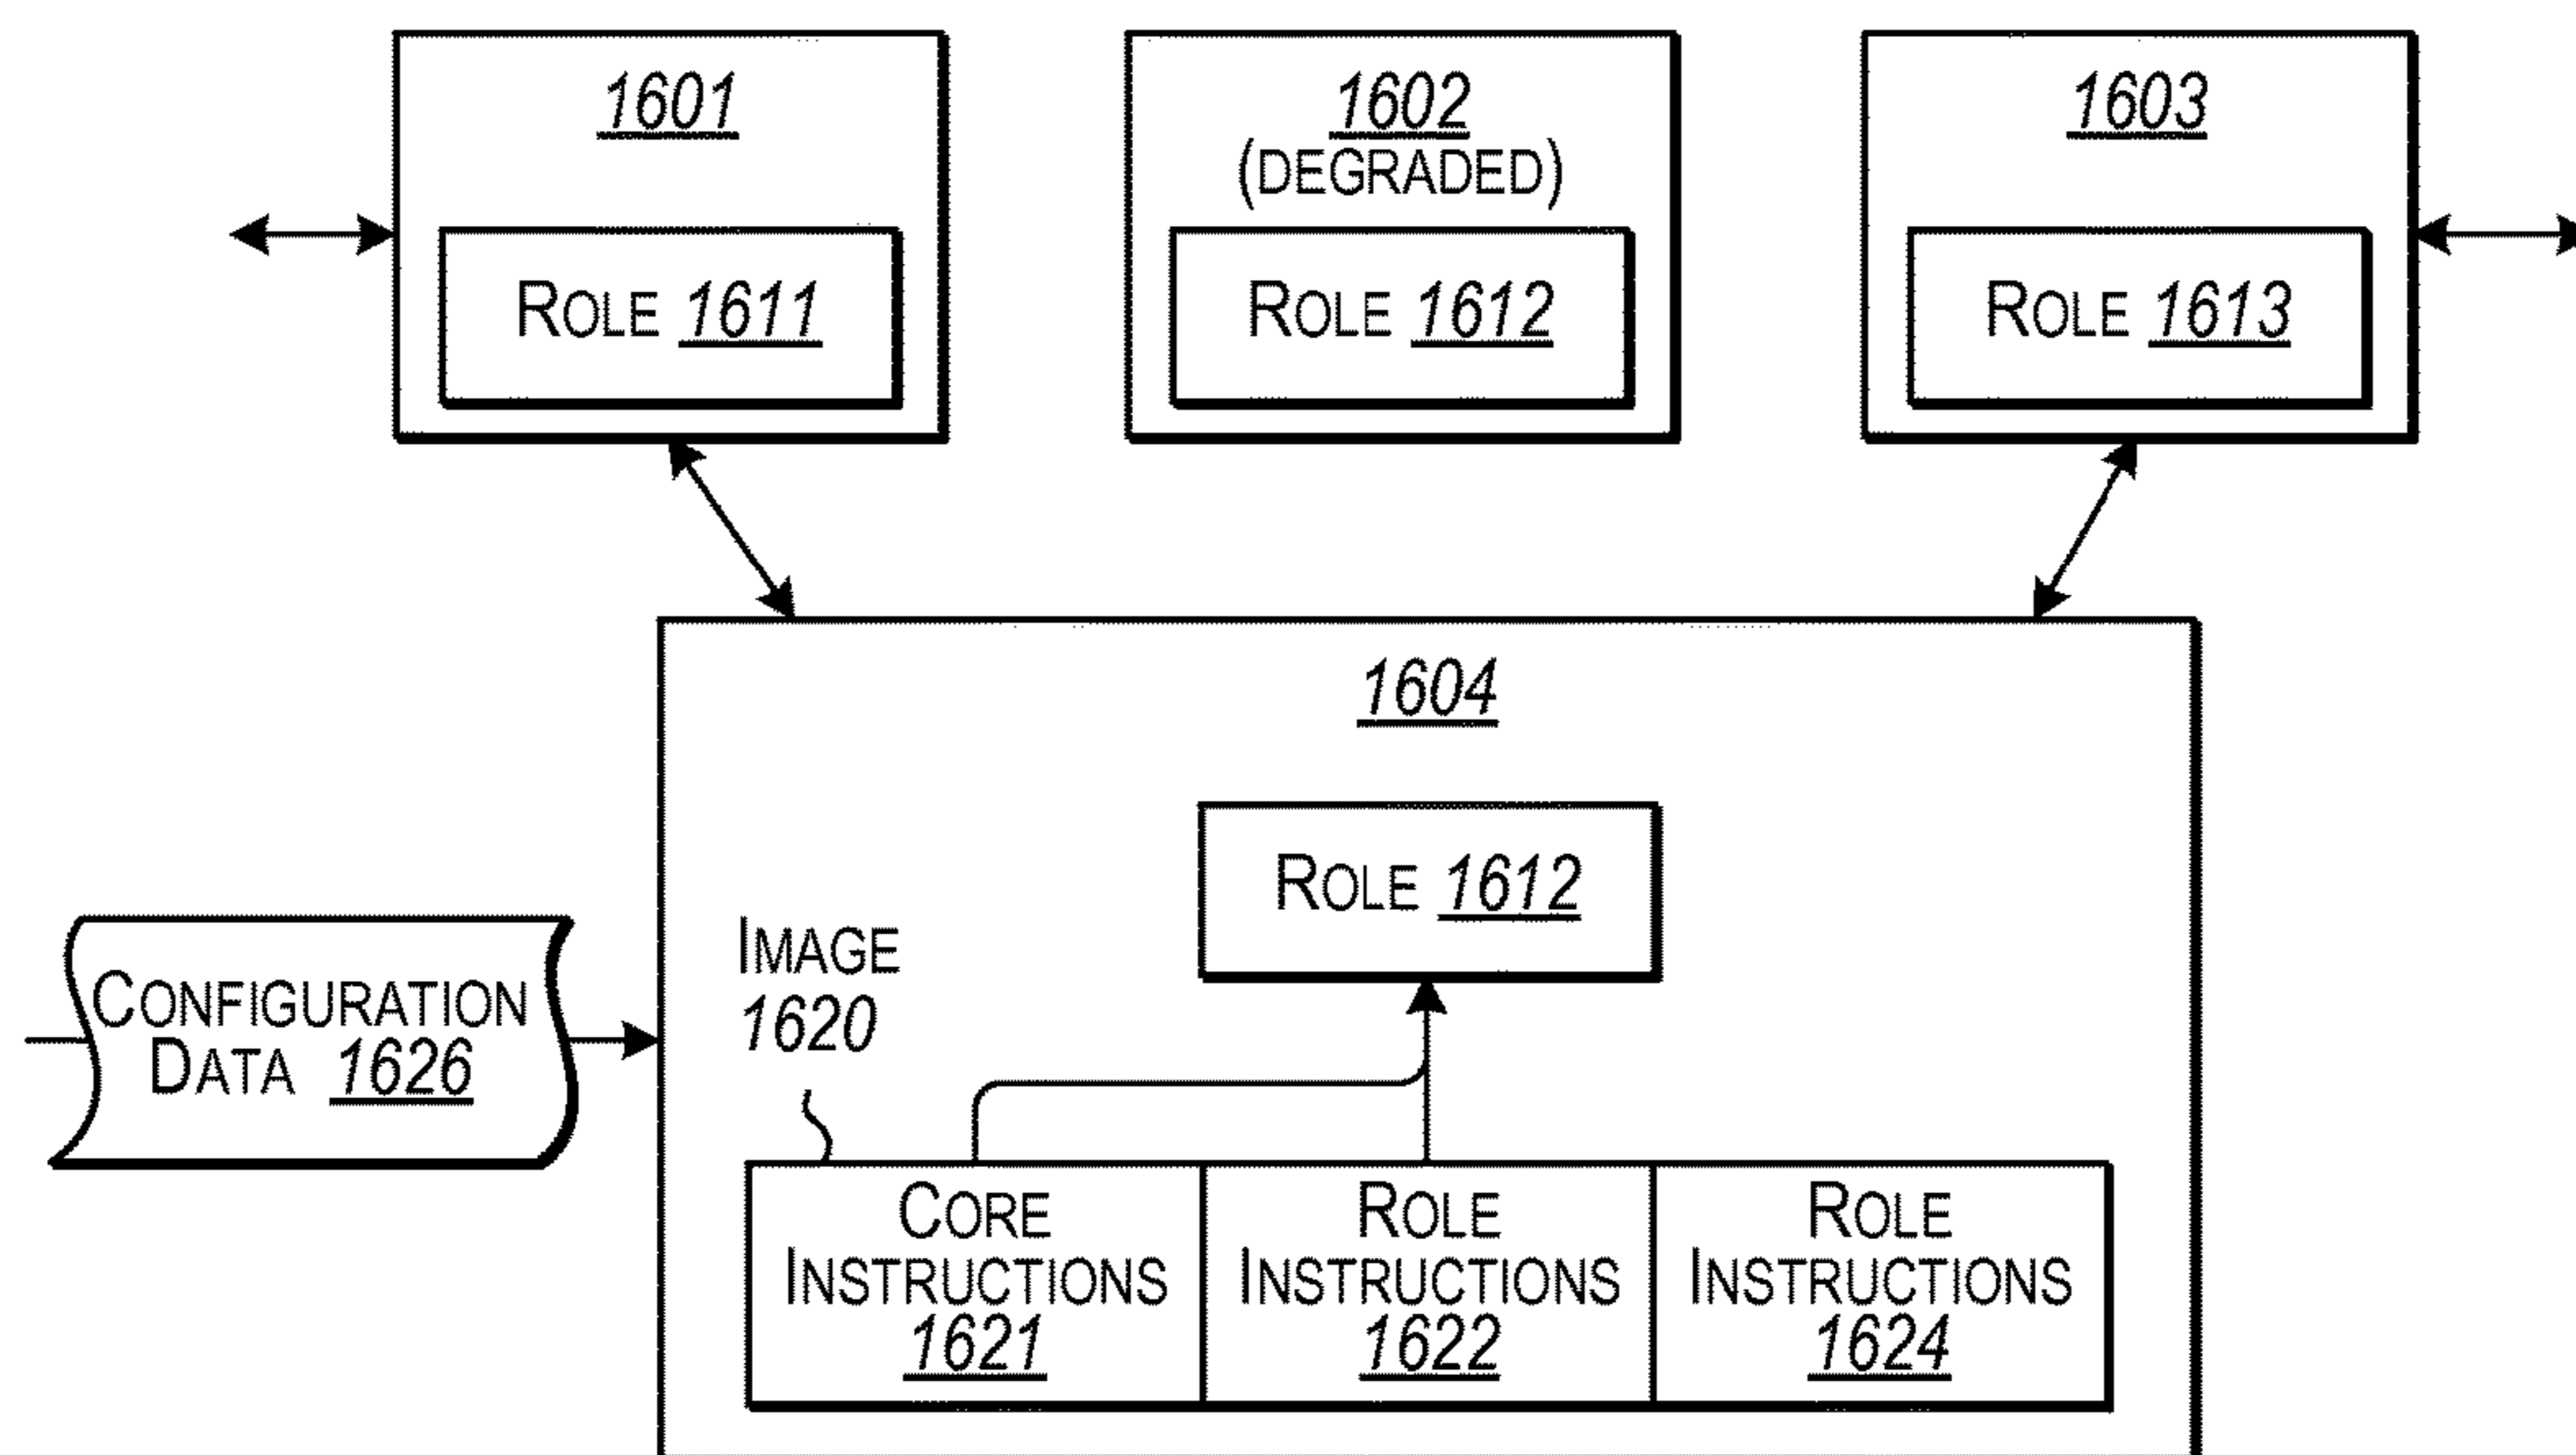 1601
ROLE 1611
1602
(DEGRADED)
ROLE 1612
1603
ROLE 1613
1604
ROLE 1612
IMAGE
1620
CONFIGURATION
DATA 1626
CORE
INSTRUCTIONS
1621
ROLE
INSTRUCTIONS
1622
ROLE
INSTRUCTIONS
1624